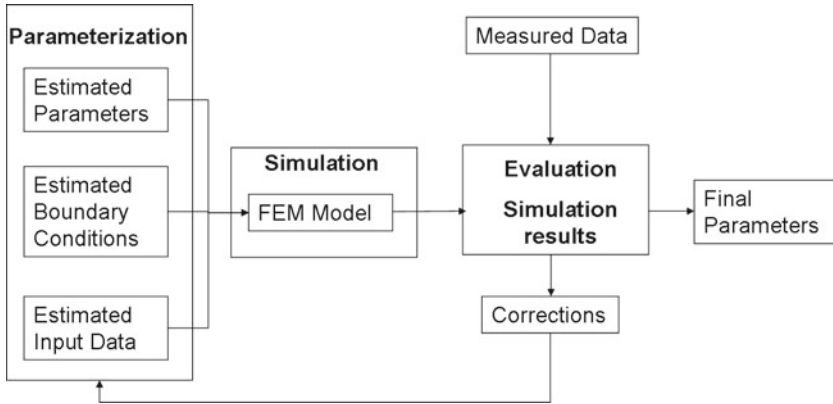 Parameterization
Estimated
Parameters
Estimated
Boundary
Conditions
Estimated
Input Data
Simulation
FEM Model
Measured Data
Evaluation
Simulation
results
Corrections
Final
Parameters